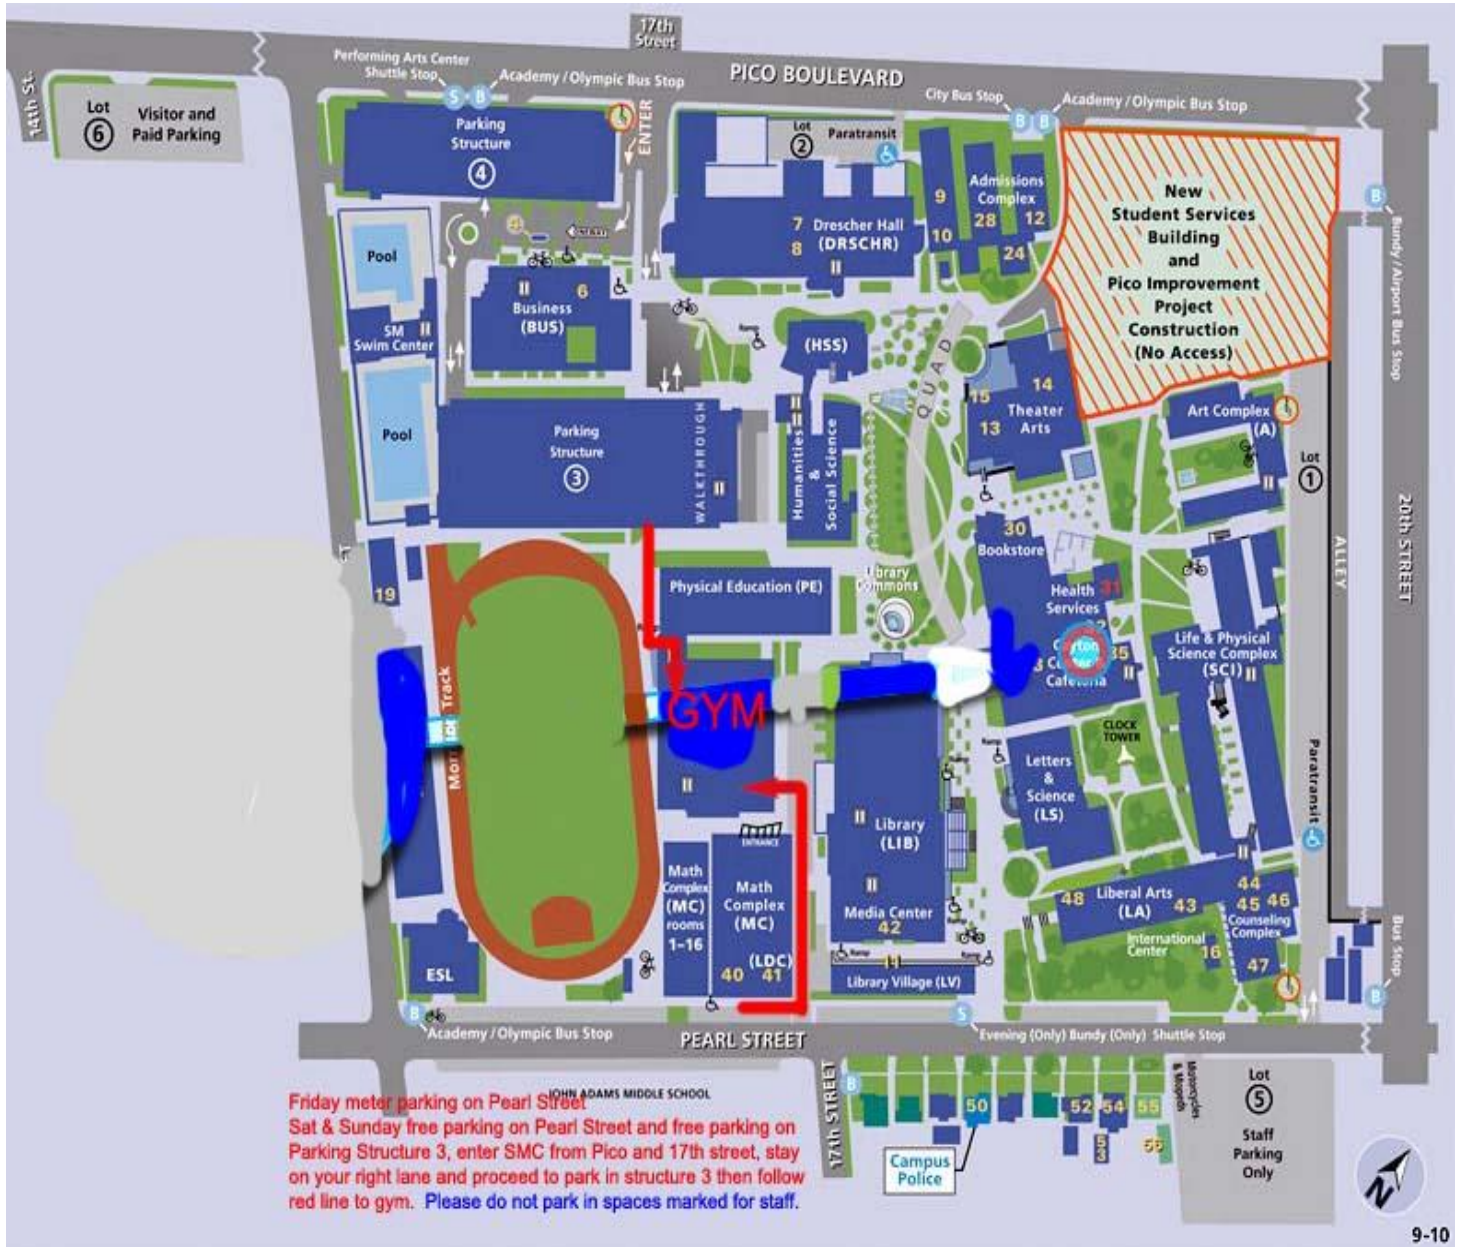 17th
Street
14th St.
Lot
6
Visitor and
Paid Parking
Performing Arts Center
Shuttle Stop
S
B
Academy / Olympic Bus Stop
PICO BOULEVARD
City Bus Stop
B
B
Academy / Olympic Bus Stop
Parking
Structure
4
ENTER
Lot
2
Paratransit
9
10
Admissions
Complex
28
12
24
7
8
Drescher Hall
(DRSCHR)
New
Student Services
Building
and
Pico Improvement
Project
Construction
(No Access)
B
Bundy / Airport Bus Stop
Pool
SM
Swim Center
Pool
6
Business
(BUS)
Ramp
(HSS)
QUAD
15
14
13
Theater
Arts
Art Complex
(A)
Lot
1
ALLEY
20TH STREET
Parking
Structure
3
WALKTHROUGH
Humanities
&
Social Science
30
Bookstore
Library
Commons
Health
Services
31
Physical Education (PE)
19
35
Cafeteria
Life & Physical
Science Complex
(SCI)
Track
GYM
CLOCK
TOWER
Ramp
Letters
&
Science
(LS)
Ramp
Paratransit
Library
(LIB)
ENTRANCE
Math
Complex
(MC)
rooms
1-16
Math
Complex
(MC)
(LDC)
40
41
Media Center
42
Ramp
Ramp
Ramp
11
Library Village (LV)
48
Liberal Arts
(LA)
43
44
45
46
Counseling
Complex
International
Center
16
47
Bus Stop
B
ESL
B
Academy / Olympic Bus Stop
PEARL STREET
S
Evening (Only) Bundy (Only) Shuttle Stop
JOHN ADAMS MIDDLE SCHOOL
17TH STREET
B
50
52
54
55
53
56
Motorcycles
& Mopeds
Lot
5
Staff
Parking
Only
Campus
Police
Friday meter parking on Pearl Street
Sat & Sunday free parking on Pearl Street and free parking on
Parking Structure 3, enter SMC from Pico and 17th street, stay
on your right lane and proceed to park in structure 3 then follow
red line to gym. Please do not park in spaces marked for staff.
N
9-10